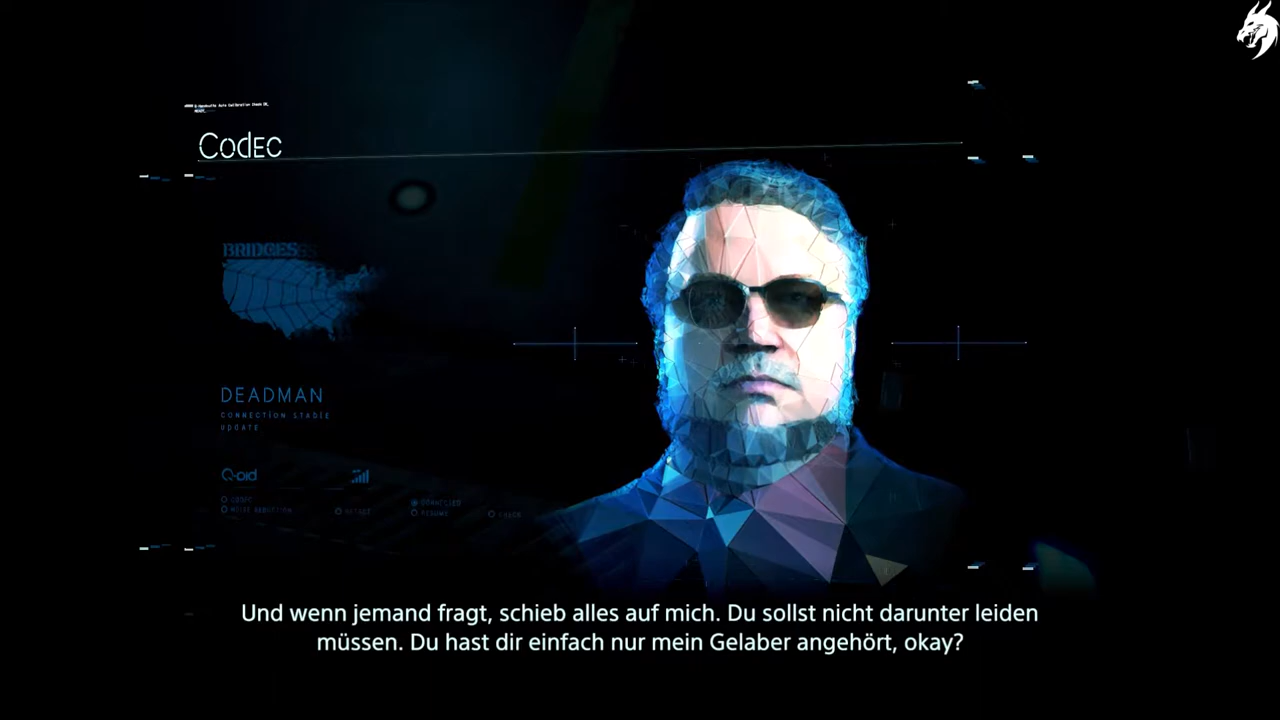 CodEC
BRIDGES
DEADMAN
CONNECTION STABLE
UPDATE
Q-pid
CONNECTED
Und wenn jemand fragt, schieb alles auf mich. Du sollst nicht darunter leiden
müssen. Du hast dir einfach nur mein Gelaber angehört, okay?